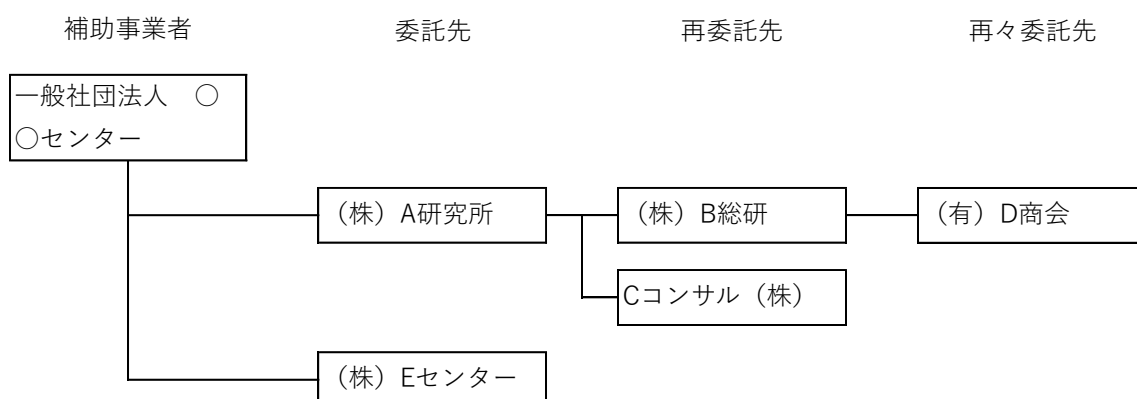 補助事業者
委託先
再委託先
再々委託先
一般社団法人　○
○センター
（株）A研究所
（株）B総研
（有）D商会
Cコンサル（株）
（株）Eセンター